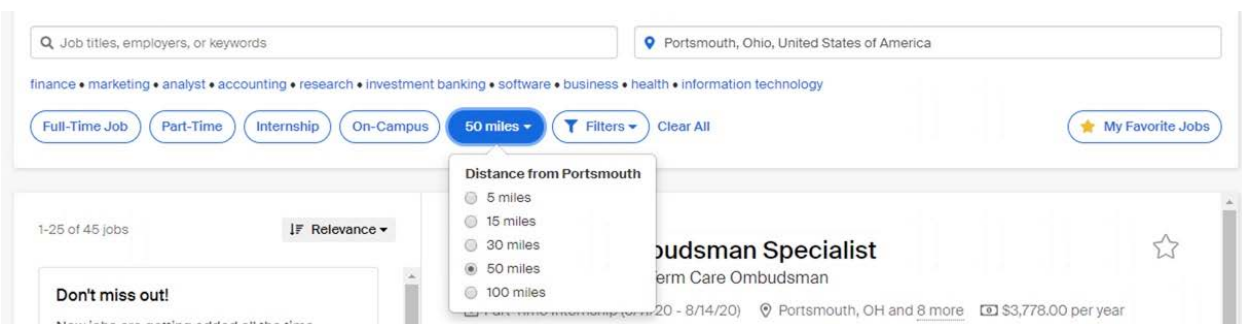 Job titles, employers, or keywords
Portsmouth, Ohio, United States of America
finance • marketing • analyst • accounting • research • investment banking • software • business • health • information technology
Full-Time Job Part-Time Internship On-Campus 50 miles Filters Clear All My Favorite Jobs
Distance from Portsmouth
5 miles
15 miles
30 miles
50 miles
100 miles
1-25 of 45 jobs
Relevance
Don't miss out!
budsman Specialist
Term Care Ombudsman
20 - 8/14/20) Portsmouth, OH and 8 more $3,778.00 per year